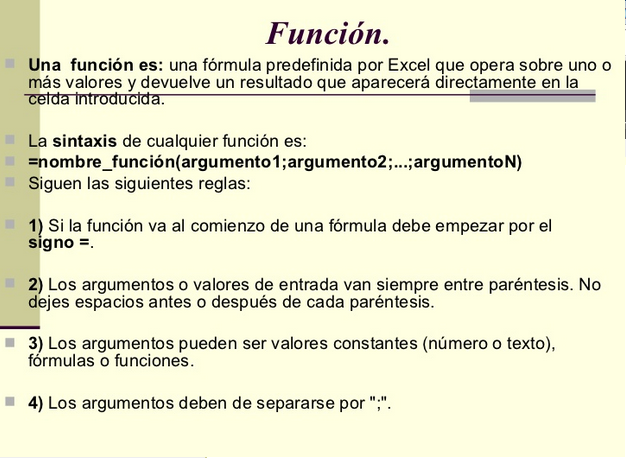 Función.
Una función es: una fórmula predefinida por Excel que opera sobre uno o
más valores y devuelve un resultado que aparecerá directamente en la
celda introducida.
La sintaxis de cualquier función es:
=nombre_función(argumento1;argumento2;...;argumentoN)
Siguen las siguientes reglas:
1) Si la función va al comienzo de una fórmula debe empezar por el
signo =.
2) Los argumentos o valores de entrada van siempre entre paréntesis. No
dejes espacios antes o después de cada paréntesis.
3) Los argumentos pueden ser valores constantes (número o texto),
fórmulas o funciones.
4) Los argumentos deben de separarse por ";".